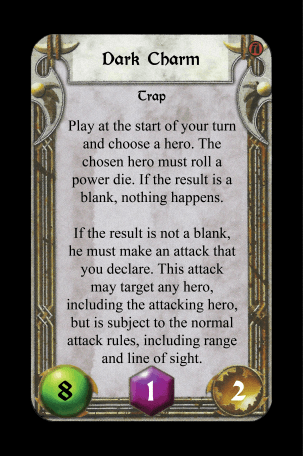 Dark Charm
Trap
Play at the start of your turn
and choose a hero. The
chosen hero must roll a
power die. If the result is a
blank, nothing happens.
If the result is not a blank,
he must make an attack that
you declare. This attack
may target any hero,
including the attacking hero,
but is subject to the normal
attack rules, including range
and line of sight.
8 1 2